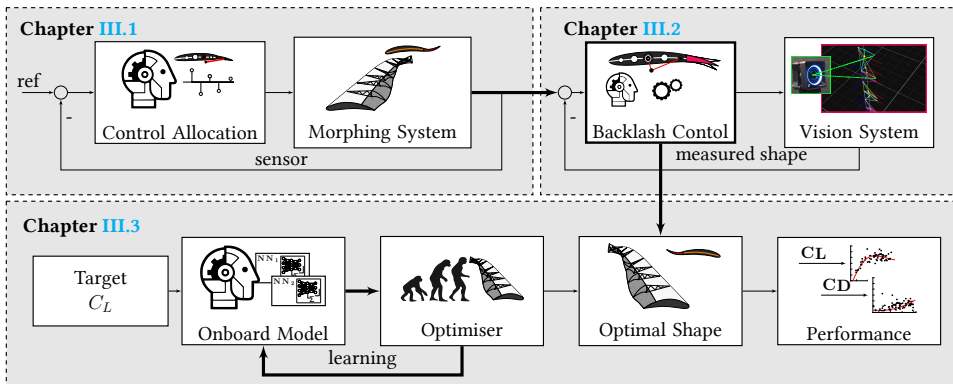 Chapter III.1
ref
-
Control Allocation
Morphing System
sensor
Chapter III.2
-
Backlash Contol
Vision System
measured shape
Chapter III.3
Target
C_L
NN₁
NN₂
Onboard Model
Optimiser
learning
Optimal Shape
CL
CD
Performance